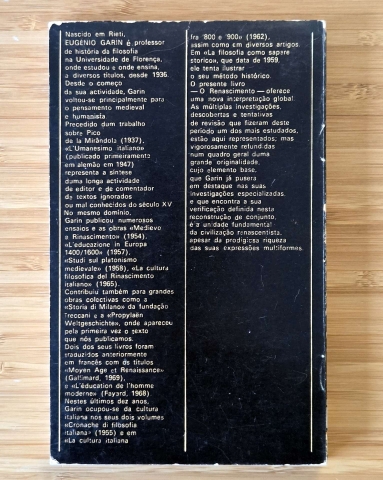 Nascido em Rieti,
EUGENIO GARIN é professor
de história da filosofia
na Universidade de Florença,
onde estudou e onde ensina,
a diversos títulos, desde 1936.
Desde o começo
da sua actividade, Garin
voltou-se principalmente para
o pensamento medieval
e humanista
Precedido dum trabalho
sobre Pico
de la Mirândola (1937),
«L'Umanesimo italiano»
(publicado primeiramente
em alemão em 1947)
representa a síntese
duma longa actividade
de editor e de comentador
de textos ignorados
ou mal conhecidos do século XV
No mesmo domínio,
Garin publicou numerosos
ensaios e as obras «Medievo
e Rinascimento» (1954),
«L'educazione in Europa
1400/1600» (1957),
«Studi sul platonismo
medievale» (1958), «La cultura
filosofica del Rinascimento
italiano» (1965).
Contribuiu também para grandes
obras colectivas como a
«Storia di Milano» da fundação
Treccani e a «Propyläen
Weltgeschichte», onde apareceu
pela primeira vez o texto
que nós publicamos.
Dois dos seus livros foram
traduzidos anteriormente
em francês com os títulos
«Moyen Age et Renaissance»
(Gallimard, 1969),
e «L'éducation de l'homme
moderne» (Fayard, 1968)
Nestes últimos dez anos,
Garin ocupou-se da cultura
italiana nos seus dois volumes
«Cronache di filosofia
italiana» (1955) e em
«La cultura italiana
fra '800 e '900» (1962),
assim como em diversos artigos.
Em «La filosofia come sapere
storico», que data de 1959,
ele tenta ilustrar
o seu método histórico.
O presente livro
— O Renascimento — oferece
uma nova interpretação global.
As múltiplas investigações,
descobertas e tentativas
de revisão que fizeram deste
período um dos mais estudados,
estão aqui representados, mas
vigorosamente refundidas
num quadro geral duma
grande originalidade,
cujo elemento base,
que Garin já pusera
em destaque nas suas
investigações especializadas,
e que encontra a sua
verificação definida nesta
reconstrução de conjunto,
é a unidade fundamental
da civilização renascentista,
apesar da prodigiosa riqueza
das suas expressões multiformes.